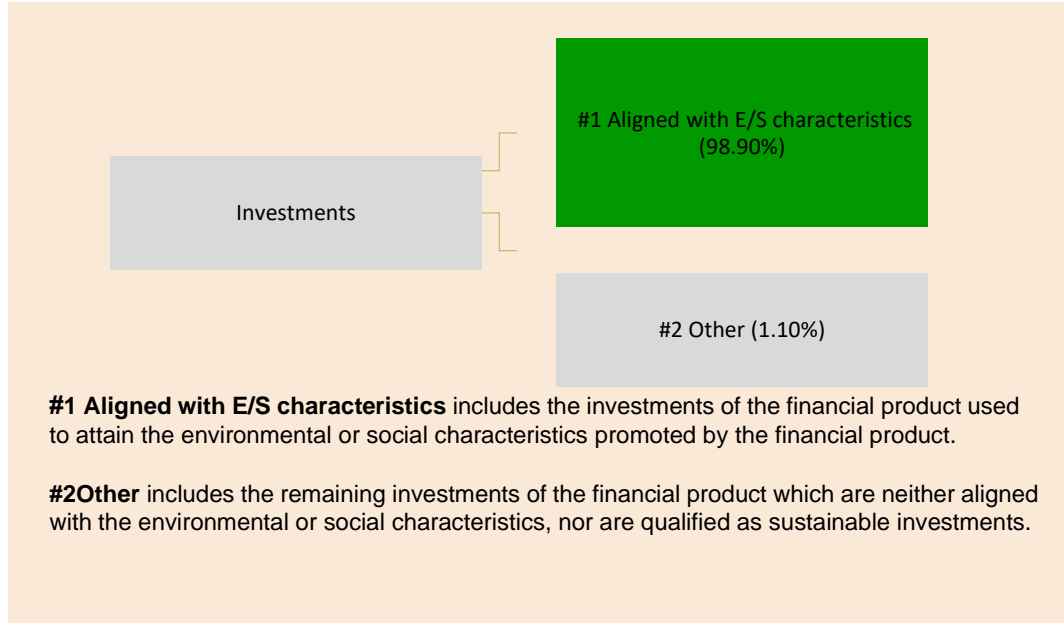 #1 Aligned with E/S characteristics
(98.90%)
Investments
#2 Other (1.10%)
#1 Aligned with E/S characteristics includes the investments of the financial product used
to attain the environmental or social characteristics promoted by the financial product.
#2Other includes the remaining investments of the financial product which are neither aligned
with the environmental or social characteristics, nor are qualified as sustainable investments.